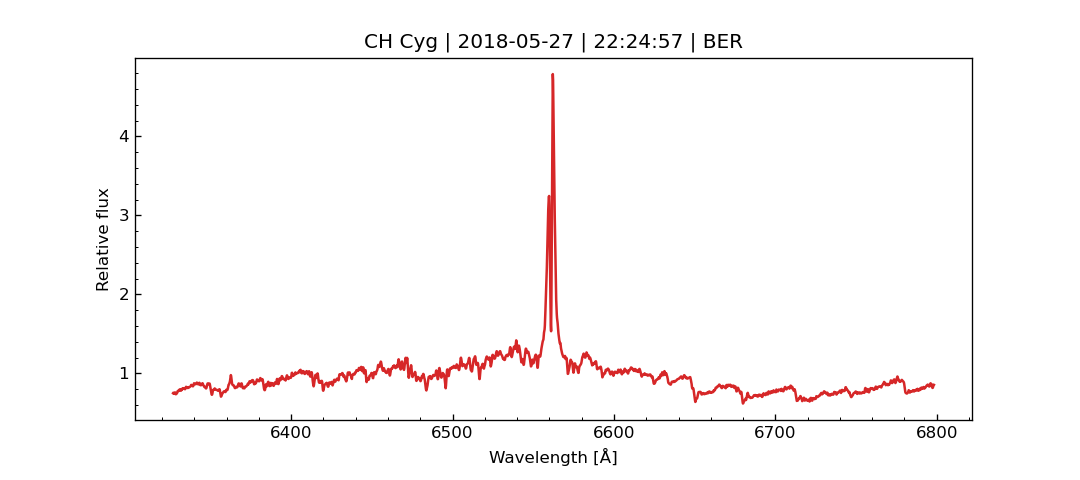 CH Cyg | 2018-05-27 | 22:24:57 | BER
4
3
2
1
Relative flux
6400 6500 6600 6700 6800
Wavelength [Å]